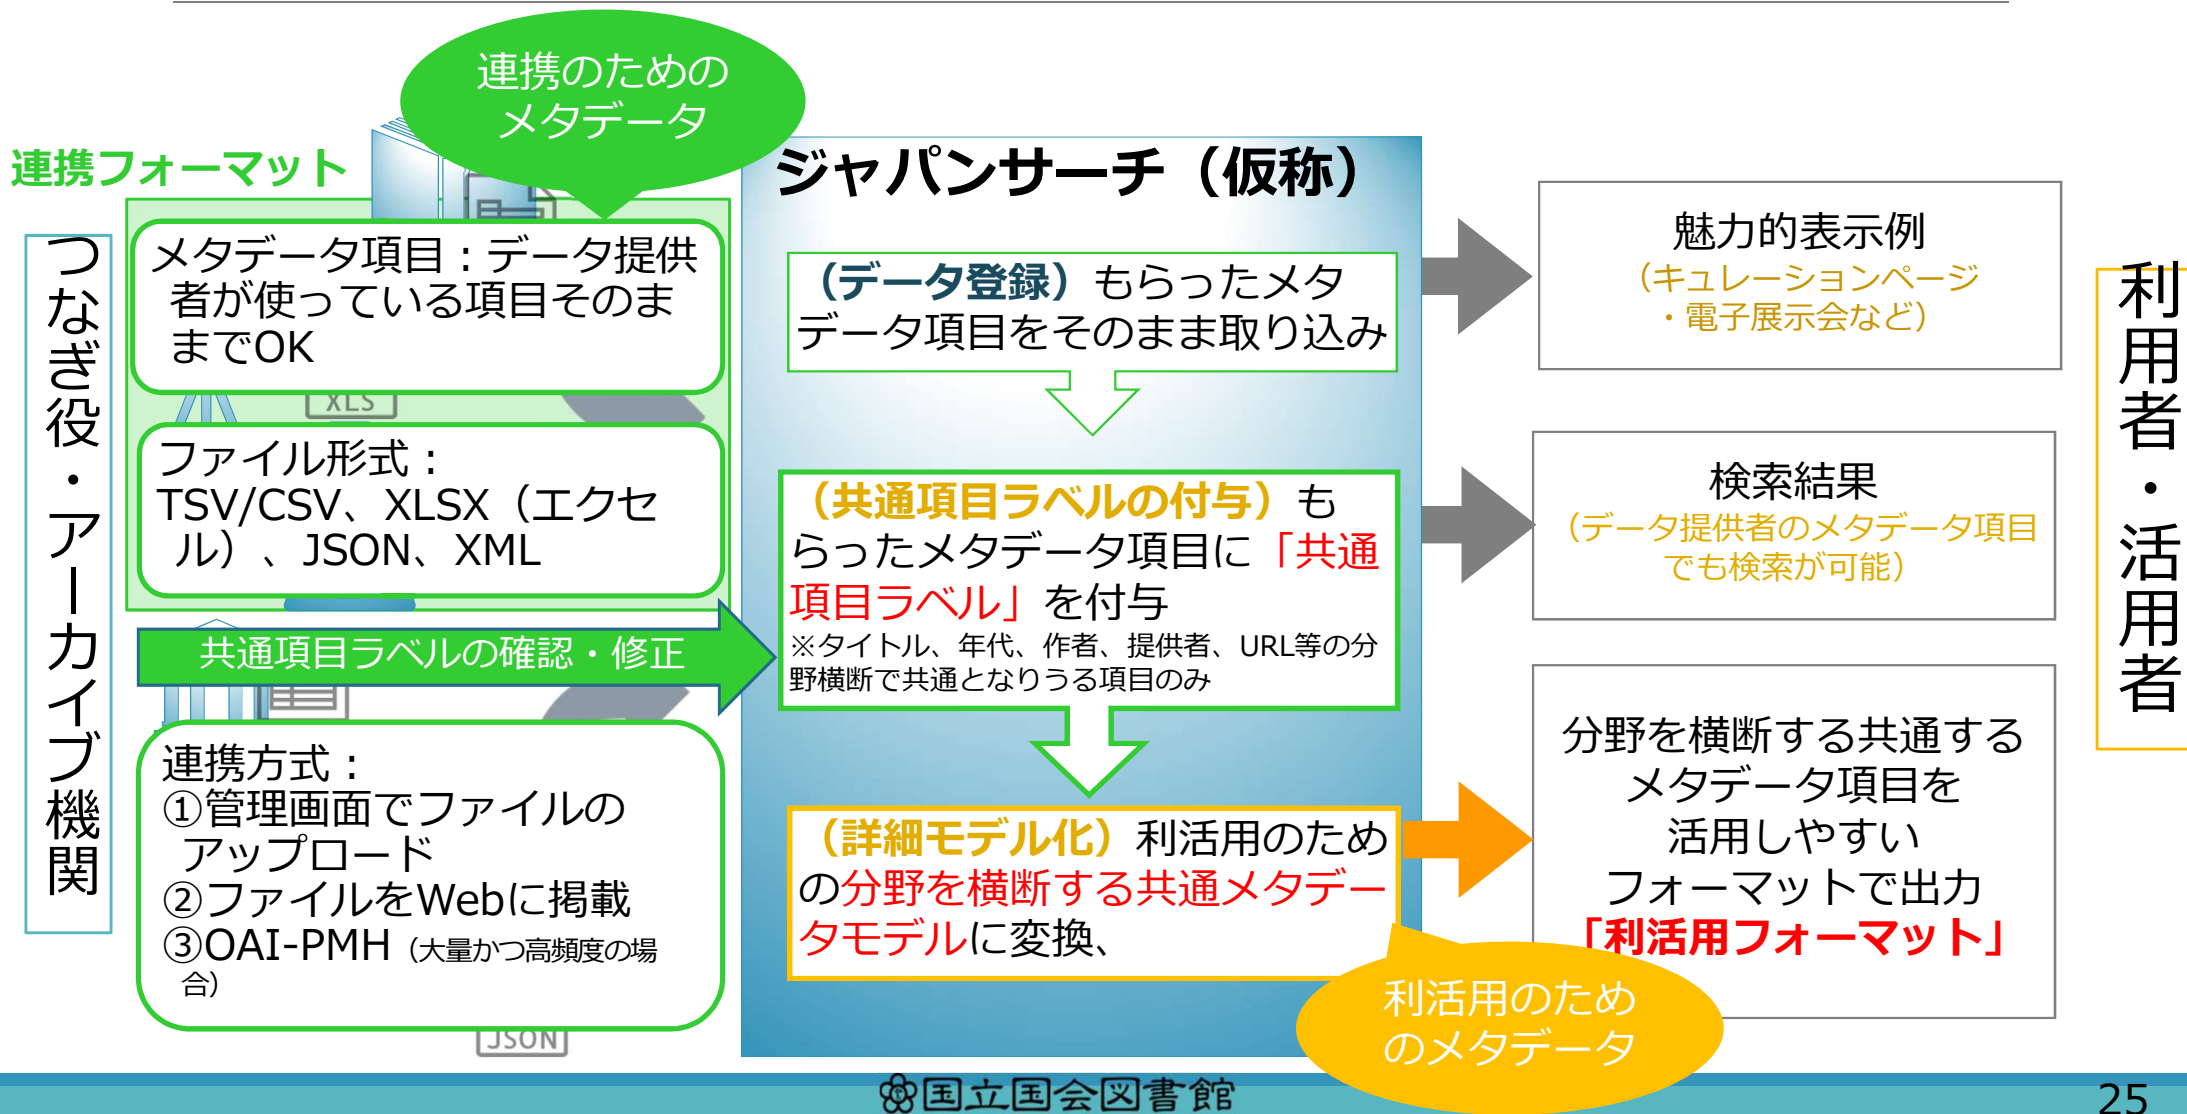 連携のための
メタデータ
連携フォーマット
つなぎ役・アーカイブ機関
メタデータ項目：データ提供
者が使っている項目そのま
までOK
XLS
ファイル形式：
TSV/CSV、XLSX（エクセ
ル）、JSON、XML
共通項目ラベルの確認・修正
連携方式：
①管理画面でファイルの
アップロード
②ファイルをWebに掲載
③OAI-PMH（大量かつ高頻度の場
合）
JSON
ジャパンサーチ（仮称）
（データ登録）もらったメタ
データ項目をそのまま取り込み
（共通項目ラベルの付与）も
らったメタデータ項目に「共通
項目ラベル」を付与
※タイトル、年代、作者、提供者、URL等の分
野横断で共通となりうる項目のみ
（詳細モデル化）利活用のため
の分野を横断する共通メタデー
タモデルに変換、
利活用のため
のメタデータ
魅力的表示例
（キュレーションページ
・電子展示会など）
検索結果
（データ提供者のメタデータ項目
でも検索が可能）
分野を横断する共通する
メタデータ項目を
活用しやすい
フォーマットで出力
「利活用フォーマット」
利用者・活用者
国立国会図書館
25